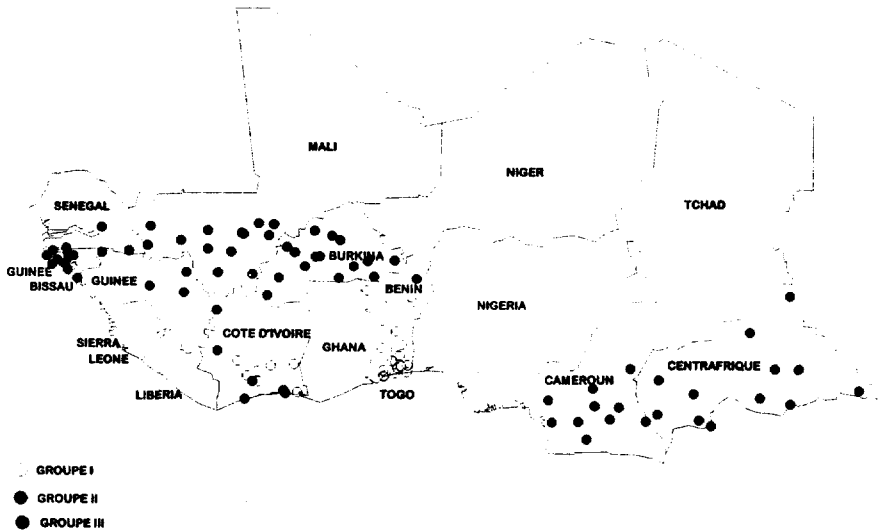 MALI
NIGER
SENEGAL
TCHAD
BURKINA
GUINEE
BISSAU
GUINEE
BENIN
NIGERIA
SIERRA
LEONE
COTE D'IVOIRE
GHANA
LIBERIA
TOGO
CAMEROUN
CENTRAFRIQUE
GROUPE I
GROUPE II
GROUPE III